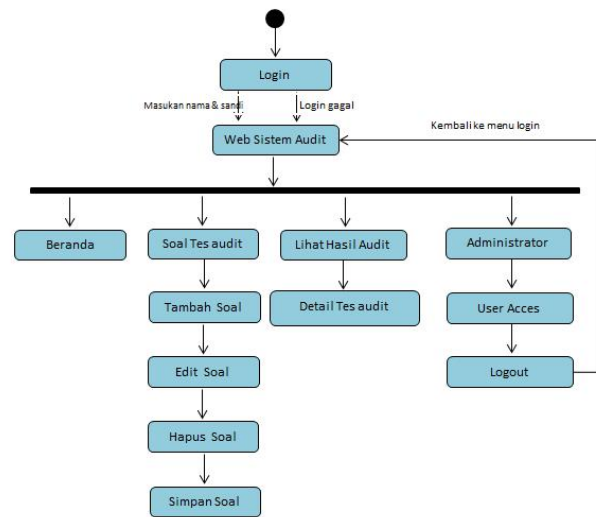 Login
Masukan nama & sandi
Login gagal
Web Sistem Audit
Kembali ke menu login
Beranda
Soal Tes audit
Lihat Hasil Audit
Administrator
Tambah Soal
Detail Tes audit
User Acces
Edit Soal
Logout
Hapus Soal
Simpan Soal